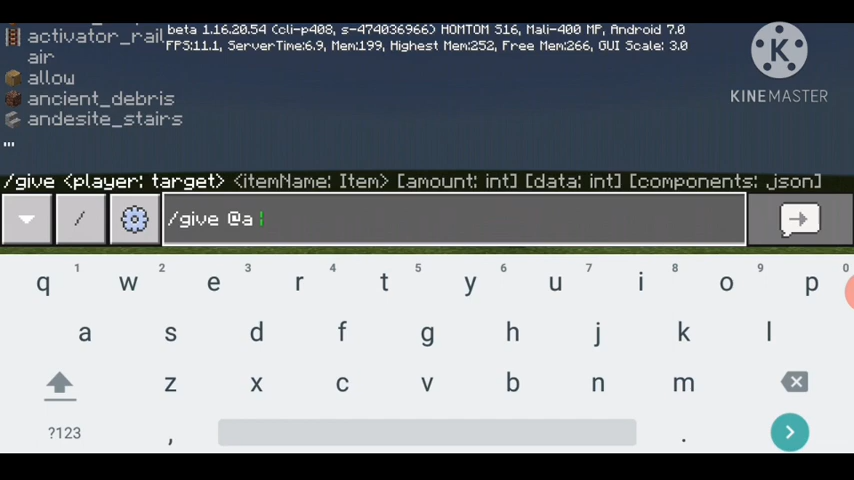 beta 1.16.20.54 (cli-p408, s-474036966) HOMTOM S16, Mali-400 MP, Android 7.0
activator_rail
FPS:11.1, ServerTime:6.9, Mem:199, Highest Mem:252, Free Mem:266, GUI Scale: 3.0
air
K
allow
KINEMASTER
ancient_debris
andesite_stairs
...
/give <player: target> <itemName: Item> [amount: int] [data: int] [components: json]
/ /give @a
1 2 3 4 5 6 7 8 9 0
q w e r t y u i o p
a s d f g h j k l
z x c v b n m
?123 , .